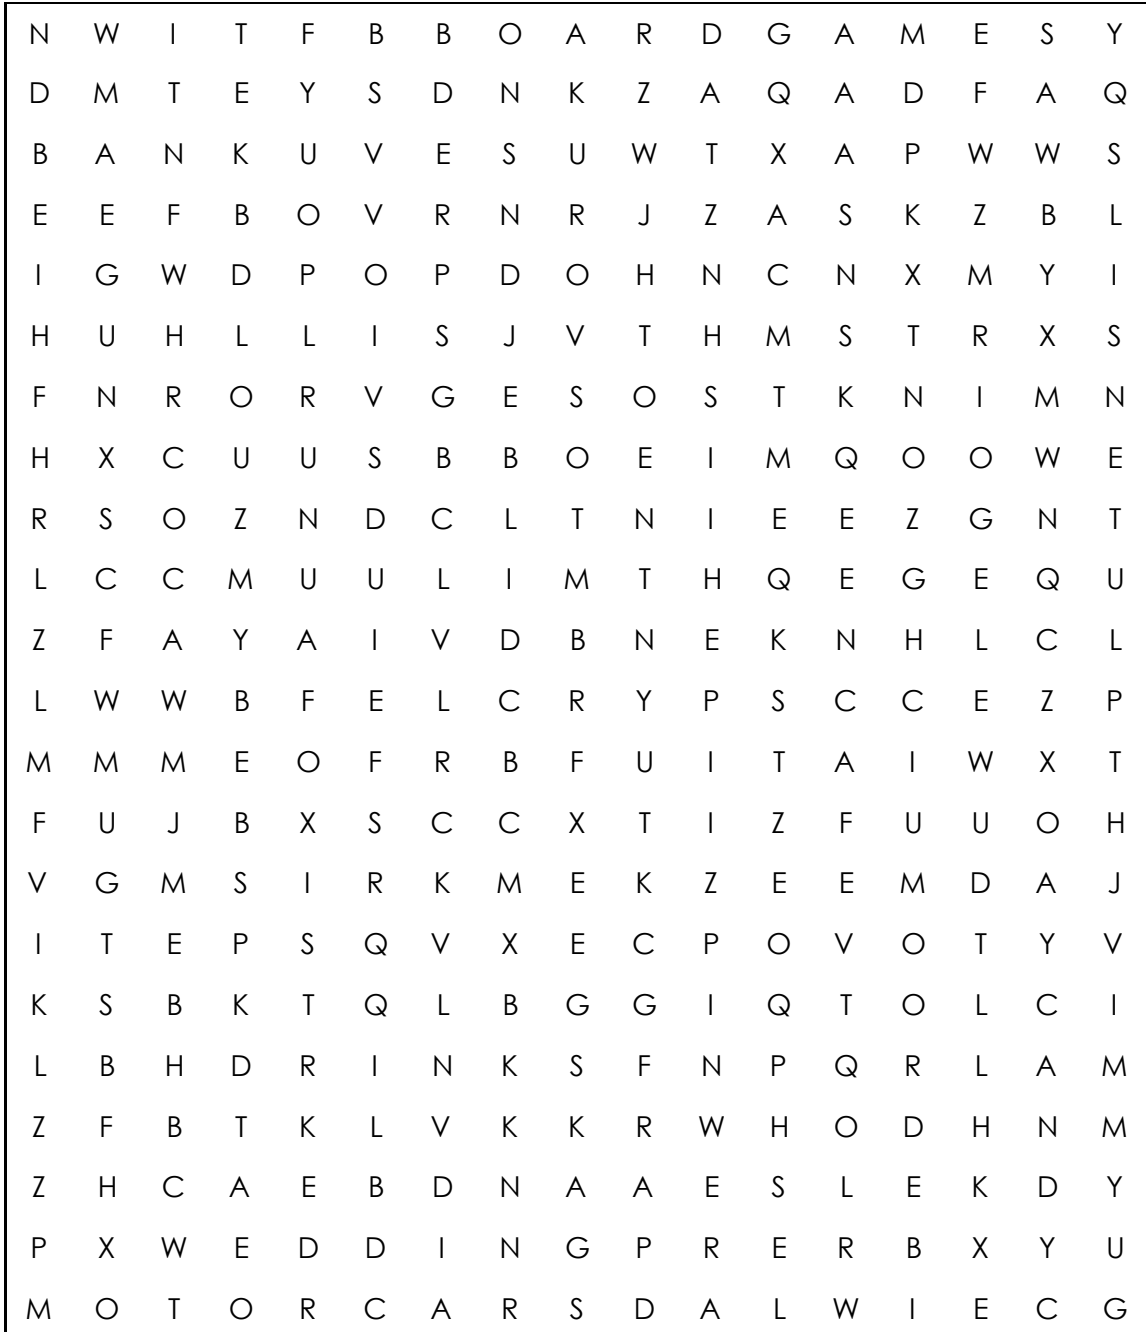 N W I T F B B O A R D G A M E S Y
D M T E Y S D N K Z A Q A D F A Q
B A N K U V E S U W T X A P W W S
E E F B O V R N R J Z A S K Z B L
I G W D P O P D O H N C N X M Y I
H U H L L I S J V T H M S T R X S
F N R O R V G E S O S T K N I M N
H X C U U S B B O E I M Q O O W E
R S O Z N D C L T N I E E Z G N T
L C C M U U L I M T H Q E G E Q U
Z F A Y A I V D B N E K N H L C L
L W W B F E L C R Y P S C C E Z P
M M M E O F R B F U I T A I W X T
F U J B X S C C X T I Z F U U O H
V G M S I R K M E K Z E E M D A J
I T E P S Q V X E C P O V O T Y V
K S B K T Q L B G G I Q T O L C I
L B H D R I N K S F N P Q R L A M
Z F B T K L V K K R W H O D H N M
Z H C A E B D N A A E S L E K D Y
P X W E D D I N G P R E R B X Y U
M O T O R C A R S D A L W I E C G